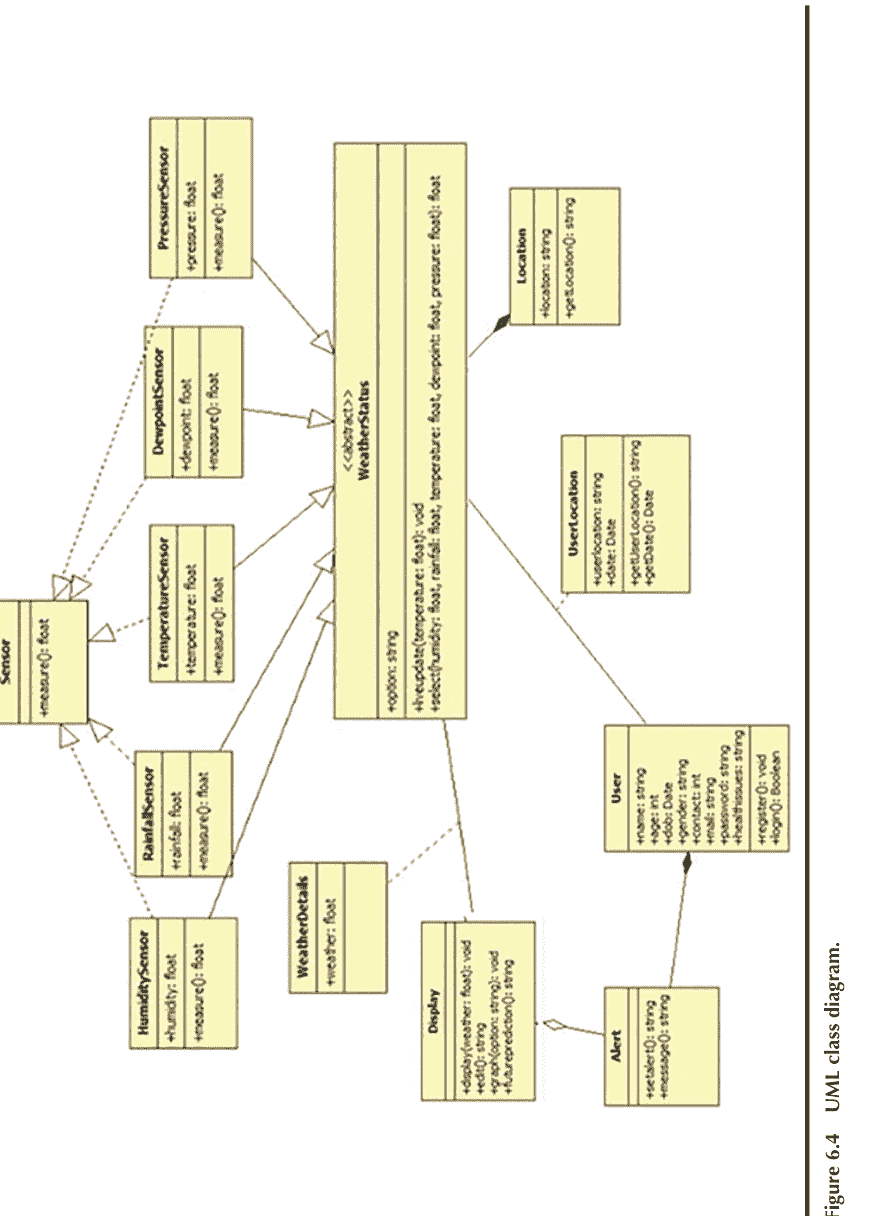 Sensor
+measure(): float
HumiditySensor
+humidity: float
+measure(): float
RainfallSensor
+rainfall: float
+measure(): float
TemperatureSensor
+temperature: float
+measure(): float
DewpointSensor
+dewpoint: float
+measure(): float
PressureSensor
+pressure: float
+measure(): float
WeatherDetails
+weather: float
<<abstract>>
WeatherStatus
+option: string
+liveupdate(temperature: float): void
+select(humidity: float, rainfall: float, temperature: float, dewpoint: float, pressure: float): float
Display
+display(weather: float): void
+edit(): string
+graph(option: string): void
+futureprediction(): string
Location
+location: string
+getLocation(): string
UserLocation
+userlocation: string
+date: Date
+getUserLocation(): string
+getDate(): Date
Alert
+setalert(): string
+message(): string
User
+name: string
+age: int
+dob: Date
+gender: string
+contact: int
+mail: string
+password: string
+healthissues: string
+register(): void
+login(): Boolean
Figure 6.4 UML class diagram.